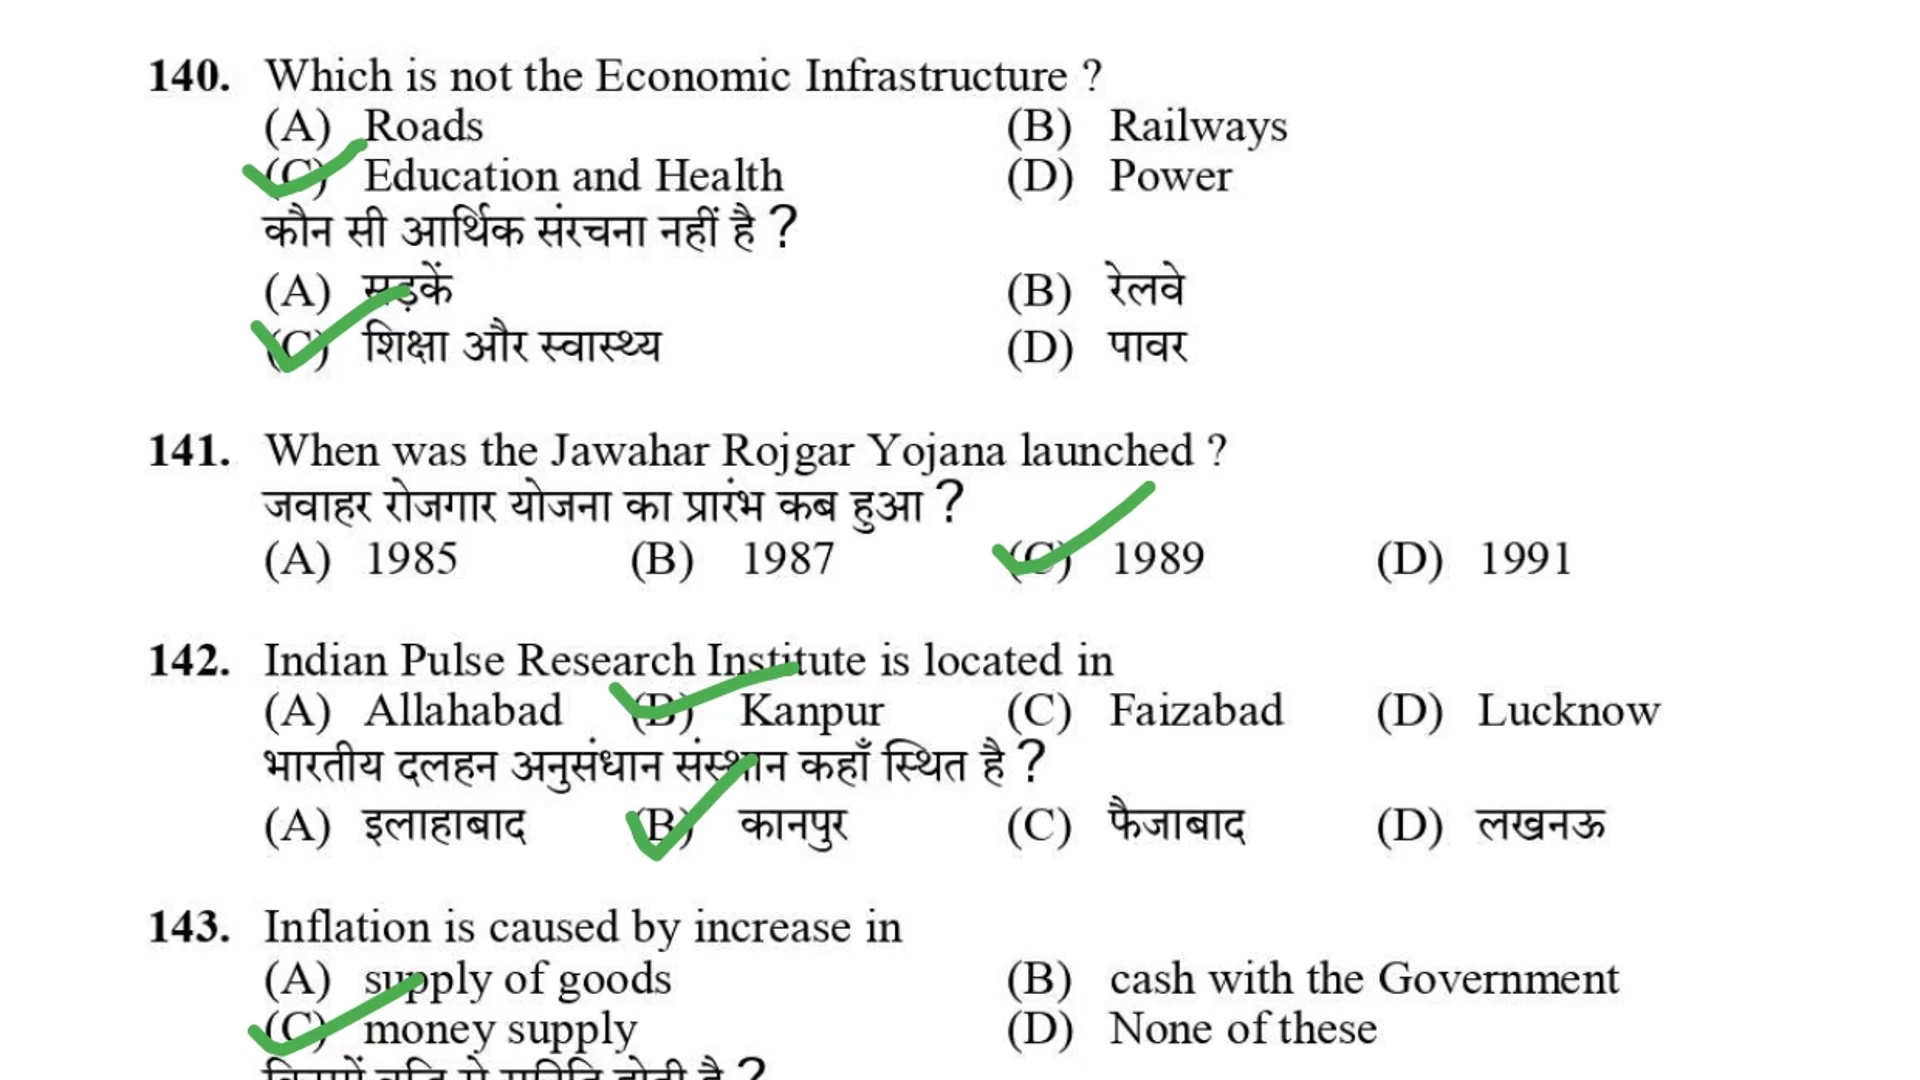 140. Which is not the Economic Infrastructure ?
(A) Roads (B) Railways
(C) Education and Health (D) Power
कौन सी आर्थिक संरचना नहीं है ?
(A) सड़कें (B) रेलवे
(C) शिक्षा और स्वास्थ्य (D) पावर
141. When was the Jawahar Rojgar Yojana launched ?
जवाहर रोजगार योजना का प्रारंभ कब हुआ ?
(A) 1985 (B) 1987 (C) 1989 (D) 1991
142. Indian Pulse Research Institute is located in
(A) Allahabad (B) Kanpur (C) Faizabad (D) Lucknow
भारतीय दलहन अनुसंधान संस्थान कहाँ स्थित है ?
(A) इलाहाबाद (B) कानपुर (C) फैजाबाद (D) लखनऊ
143. Inflation is caused by increase in
(A) supply of goods (B) cash with the Government
(C) money supply (D) None of these